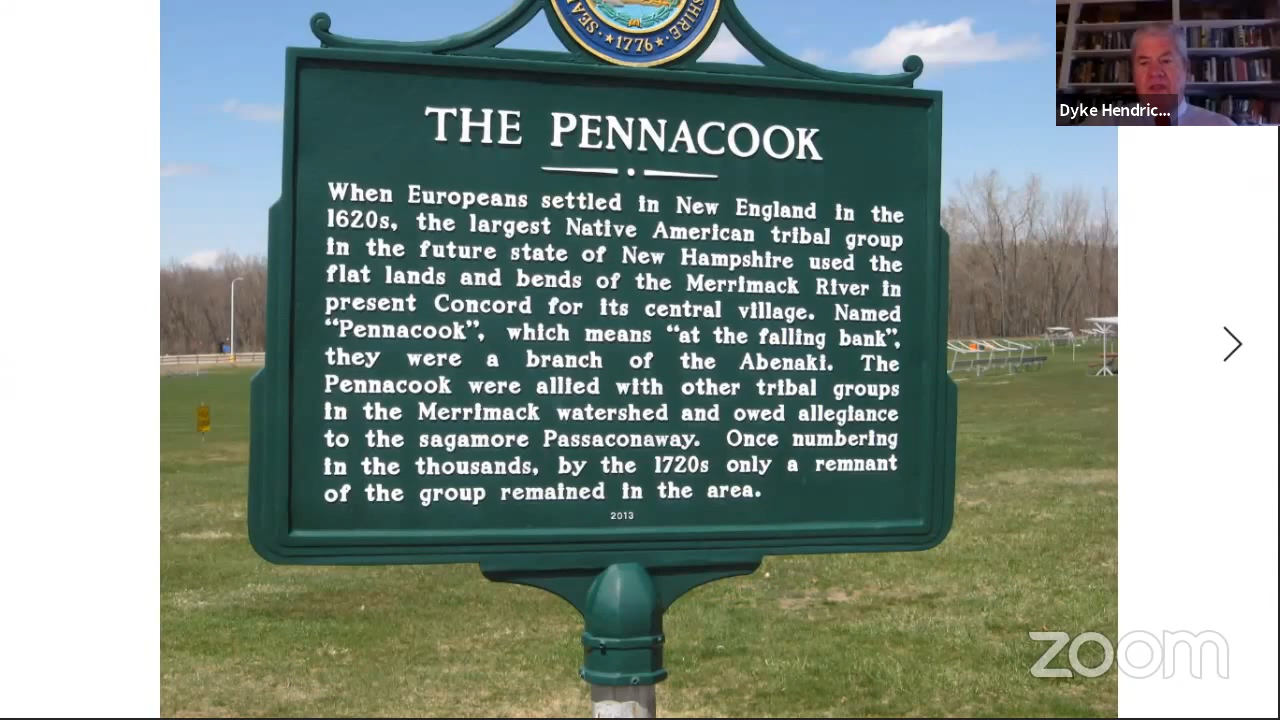 SEAL
SHIRE
★1776★
Dyke Hendric...
THE PENNACOOK
When Europeans settled in New England in the
1620s, the largest Native American tribal group
in the future state of New Hampshire used the
flat lands and bends of the Merrimack River in
present Concord for its central village. Named
"Pennacook", which means "at the falling bank",
they were a branch of the Abenaki. The
Pennacook were allied with other tribal groups
in the Merrimack watershed and owed allegiance
to the sagamore Passaconaway. Once numbering
in the thousands, by the 1720s only a remnant
of the group remained in the area.
2013
zoom